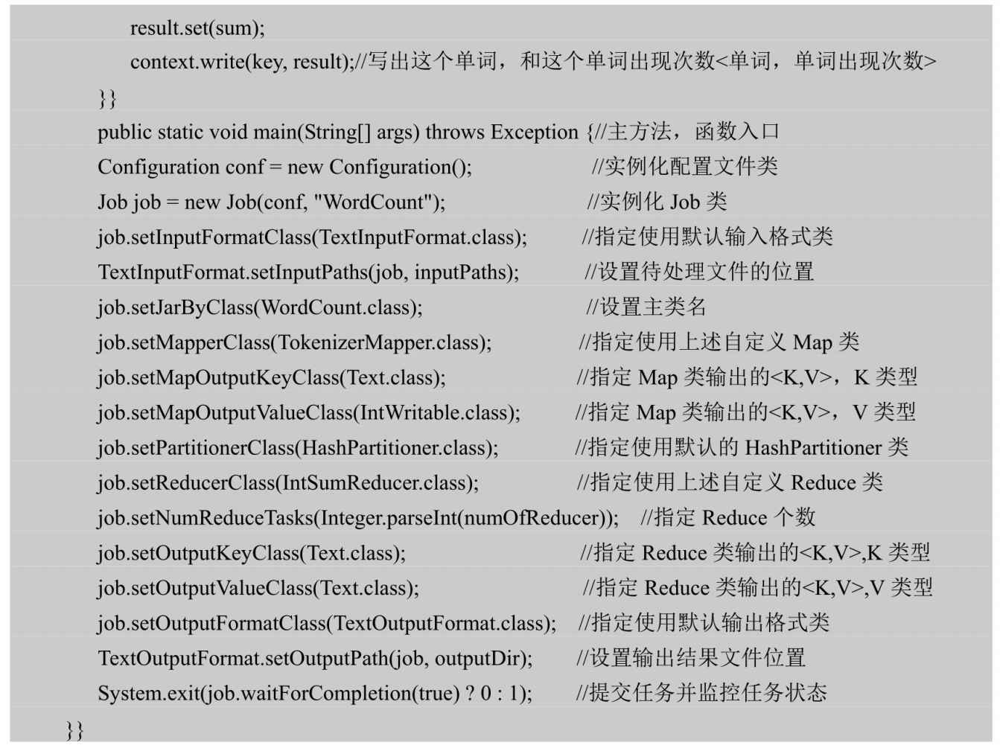 result.set(sum);
context.write(key, result);//写出这个单词，和这个单词出现次数<单词，单词出现次数>
}}
public static void main(String[] args) throws Exception {//主方法，函数入口
Configuration conf = new Configuration(); //实例化配置文件类
Job job = new Job(conf, "WordCount"); //实例化 Job 类
job.setInputFormatClass(TextInputFormat.class); //指定使用默认输入格式类
TextInputFormat.setInputPaths(job, inputPaths); //设置待处理文件的位置
job.setJarByClass(WordCount.class); //设置主类名
job.setMapperClass(TokenizerMapper.class); //指定使用上述自定义 Map 类
job.setMapOutputKeyClass(Text.class); //指定 Map 类输出的<K,V>，K 类型
job.setMapOutputValueClass(IntWritable.class); //指定 Map 类输出的<K,V>，V 类型
job.setPartitionerClass(HashPartitioner.class); //指定使用默认的 HashPartitioner 类
job.setReducerClass(IntSumReducer.class); //指定使用上述自定义 Reduce 类
job.setNumReduceTasks(Integer.parseInt(numOfReducer)); //指定 Reduce 个数
job.setOutputKeyClass(Text.class); //指定 Reduce 类输出的<K,V>,K 类型
job.setOutputValueClass(Text.class); //指定 Reduce 类输出的<K,V>,V 类型
job.setOutputFormatClass(TextOutputFormat.class); //指定使用默认输出格式类
TextOutputFormat.setOutputPath(job, outputDir); //设置输出结果文件位置
System.exit(job.waitForCompletion(true) ? 0 : 1); //提交任务并监控任务状态
}}